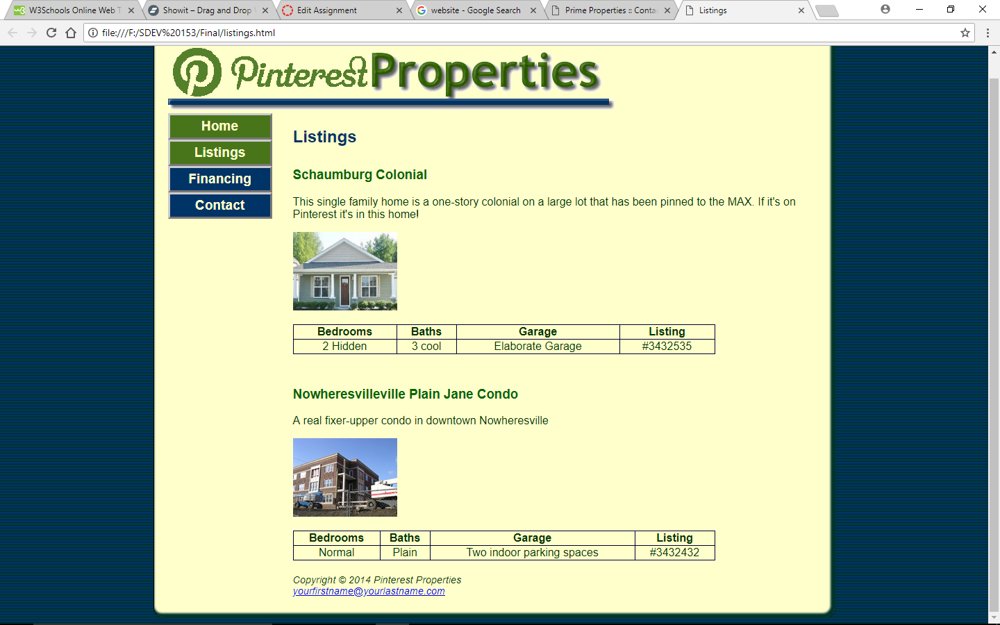 W3Schools Online Web T
Showit – Drag and Drop
Edit Assignment
website - Google Search
Prime Properties :: Conta
Listings
file:///F:/SDEV%20153/Final/listings.html
Pinterest Properties
Home
Listings
Financing
Contact
Listings
Schaumburg Colonial
This single family home is a one-story colonial on a large lot that has been pinned to the MAX. If it's on
Pinterest it's in this home!
Bedrooms Baths Garage Listing
2 Hidden 3 cool Elaborate Garage #3432535
Nowheresvilleville Plain Jane Condo
A real fixer-upper condo in downtown Nowheresville
Bedrooms Baths Garage Listing
Normal Plain Two indoor parking spaces #3432432
Copyright © 2014 Pinterest Properties
yourfirstname@yourlastname.com